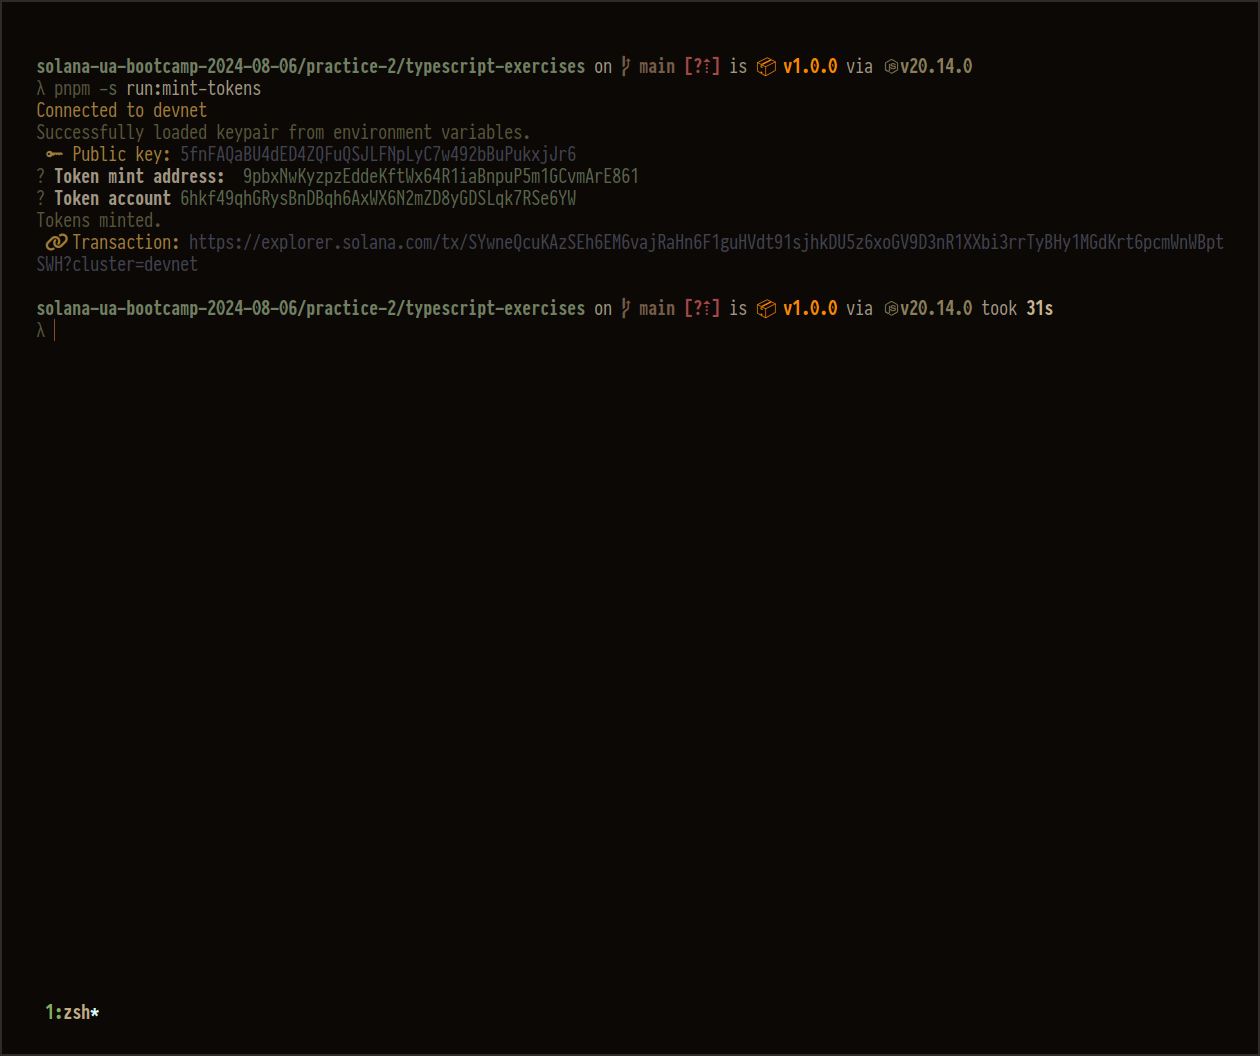 solana-ua-bootcamp-2024-08-06/practice-2/typescript-exercises on main [?⇡] is 📦 v1.0.0 via v20.14.0
λ pnpm -s run:mint-tokens
Connected to devnet
Successfully loaded keypair from environment variables.
Public key: 5fnFAQaBU4dED4ZQFuQSJLFNpLyC7w492bBuPukxjJr6
? Token mint address:  9pbxNwKyzpzEddeKftWx64R1iaBnpuP5m1GCvmArE861
? Token account 6hkf49qhGRysBnDBqh6AxWX6N2mZD8yGDSLqk7RSe6YW
Tokens minted.
Transaction: https://explorer.solana.com/tx/SYwneQcuKAzSEh6EM6vajRaHn6F1guHVdt91sjhkDU5z6xoGV9D3nR1XXbi3rrTyBHy1MGdKrt6pcmWnWBpt
SWH?cluster=devnet
solana-ua-bootcamp-2024-08-06/practice-2/typescript-exercises on main [?⇡] is 📦 v1.0.0 via v20.14.0 took 31s
λ
1:zsh*